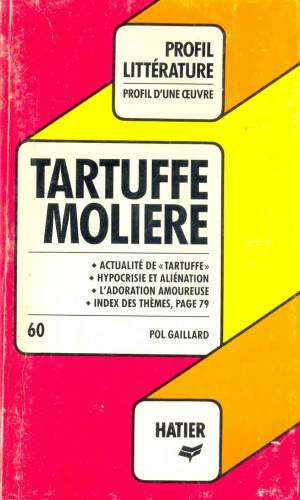 PROFIL
LITTÉRATURE
PROFIL D'UNE ŒUVRE
TARTUFFE
MOLIERE
◆ ACTUALITÉ DE «TARTUFFE»
◆ HYPOCRISIE ET ALIÉNATION
◆ L'ADORATION AMOUREUSE
◆ INDEX DES THÈMES, PAGE 79
60 POL GAILLARD
HATIER